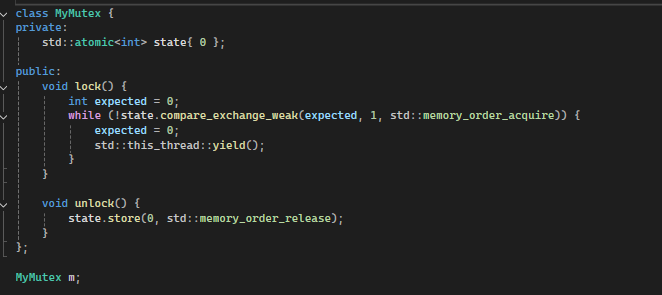 class MyMutex {
private:
    std::atomic<int> state{ 0 };

public:
    void lock() {
        int expected = 0;
        while (!state.compare_exchange_weak(expected, 1, std::memory_order_acquire)) {
            expected = 0;
            std::this_thread::yield();
        }
    }

    void unlock() {
        state.store(0, std::memory_order_release);
    }
};

MyMutex m;